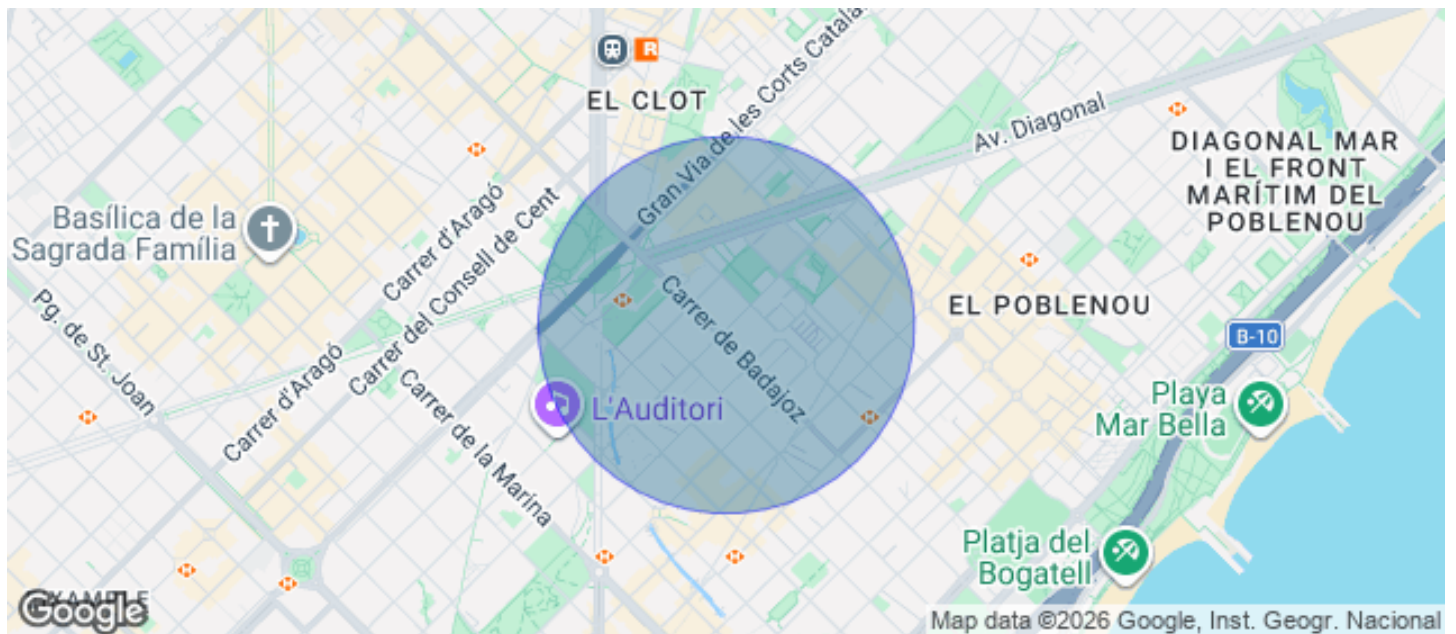 R
EL CLOT
Gran Via de les Corts Catala
Av. Diagonal
DIAGONAL MAR
I EL FRONT
MARÍTIM DEL
POBLENOU
Basílica de la
Sagrada Família
Carrer d'Aragó
Carrer del Consell de Cent
Pg. de St. Joan
Carrer de Badajoz
EL POBLENOU
B-10
Carrer d'Aragó
Carrer de la Marina
L'Auditori
Playa
Mar Bella
Platja del
Bogatell
Google
Map data ©2026 Google, Inst. Geogr. Nacional